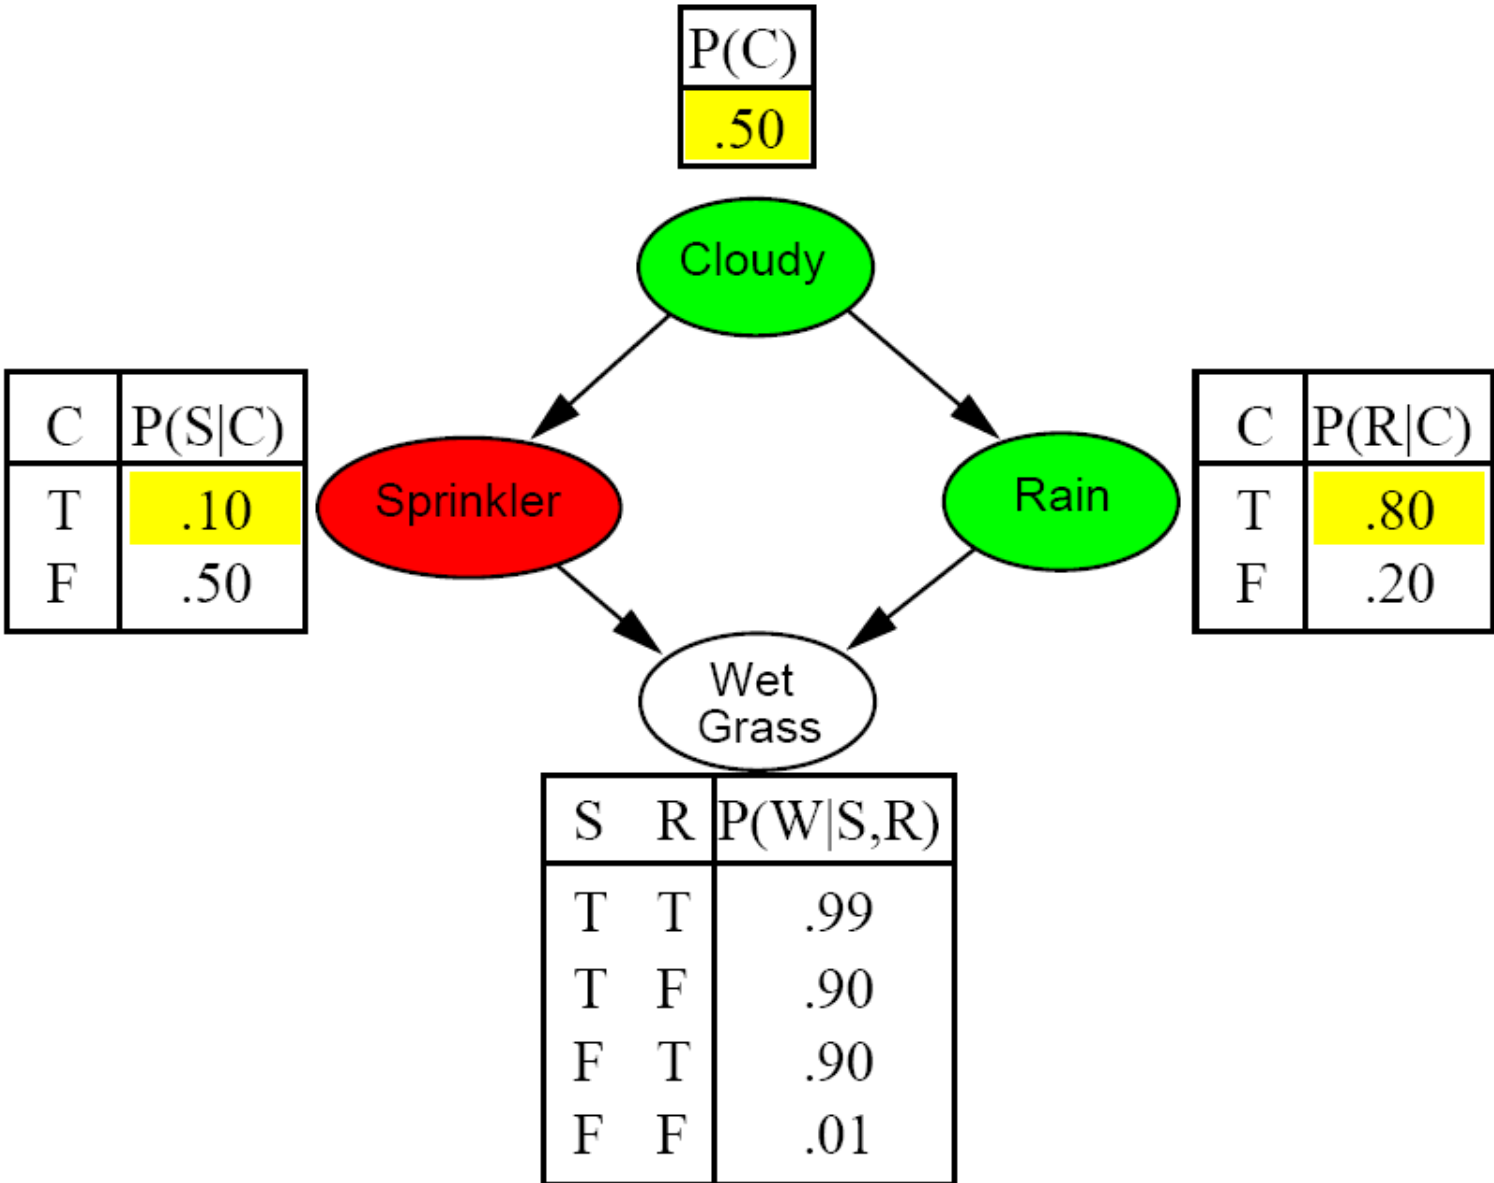 P(C)
.50
Cloudy
C P(S|C)
T .10
F .50
Sprinkler
Rain
C P(R|C)
T .80
F .20
Wet
Grass
S R P(W|S,R)
T T .99
T F .90
F T .90
F F .01